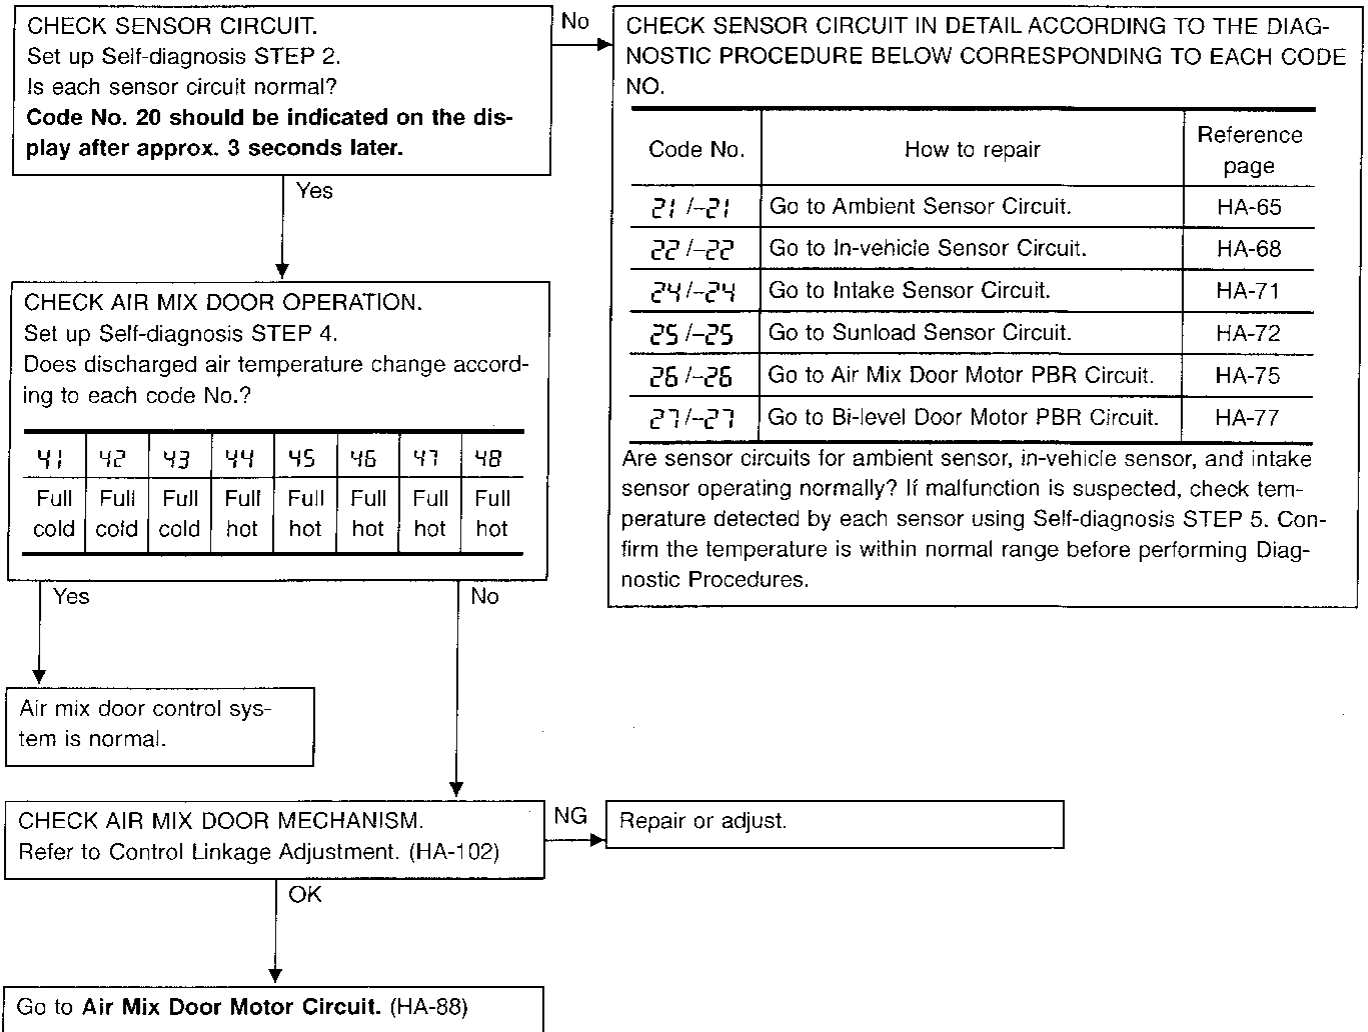 CHECK SENSOR CIRCUIT.
Set up Self-diagnosis STEP 2.
Is each sensor circuit normal?
Code No. 20 should be indicated on the dis-
play after approx. 3 seconds later.
No
CHECK SENSOR CIRCUIT IN DETAIL ACCORDING TO THE DIAG-
NOSTIC PROCEDURE BELOW CORRESPONDING TO EACH CODE
NO.
Code No. How to repair Reference
page
21 /-21 Go to Ambient Sensor Circuit. HA-65
22 /-22 Go to In-vehicle Sensor Circuit. HA-68
24 /-24 Go to Intake Sensor Circuit. HA-71
25 /-25 Go to Sunload Sensor Circuit. HA-72
26 /-26 Go to Air Mix Door Motor PBR Circuit. HA-75
27 /-27 Go to Bi-level Door Motor PBR Circuit. HA-77
Are sensor circuits for ambient sensor, in-vehicle sensor, and intake
sensor operating normally? If malfunction is suspected, check tem-
perature detected by each sensor using Self-diagnosis STEP 5. Con-
firm the temperature is within normal range before performing Diag-
nostic Procedures.
Yes
CHECK AIR MIX DOOR OPERATION.
Set up Self-diagnosis STEP 4.
Does discharged air temperature change accord-
ing to each code No.?
41 42 43 44 45 46 47 48
Full Full Full Full Full Full Full Full
cold cold cold hot hot hot hot hot
Yes
No
Air mix door control sys-
tem is normal.
CHECK AIR MIX DOOR MECHANISM.
Refer to Control Linkage Adjustment. (HA-102)
NG
Repair or adjust.
OK
Go to Air Mix Door Motor Circuit. (HA-88)